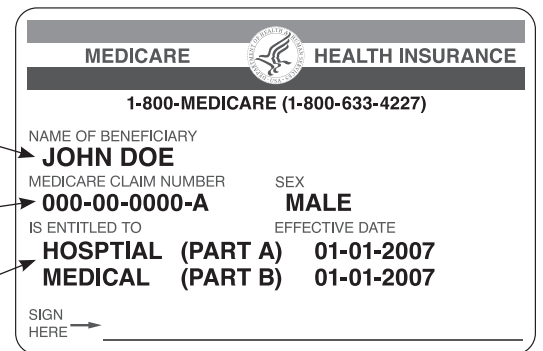 MEDICARE HEALTH INSURANCE
1-800-MEDICARE (1-800-633-4227)
NAME OF BENEFICIARY
JOHN DOE
MEDICARE CLAIM NUMBER SEX
000-00-0000-A MALE
IS ENTITLED TO EFFECTIVE DATE
HOSPTIAL (PART A) 01-01-2007
MEDICAL (PART B) 01-01-2007
SIGN
HERE